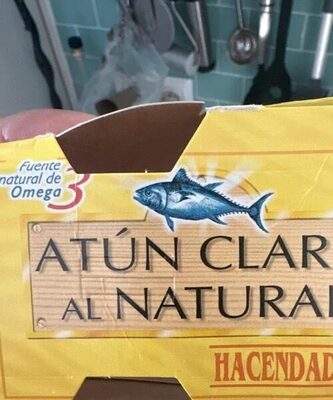 Fuente
natural de
Omega 3
ATÚN CLAR
AL NATURA
HACENDAD